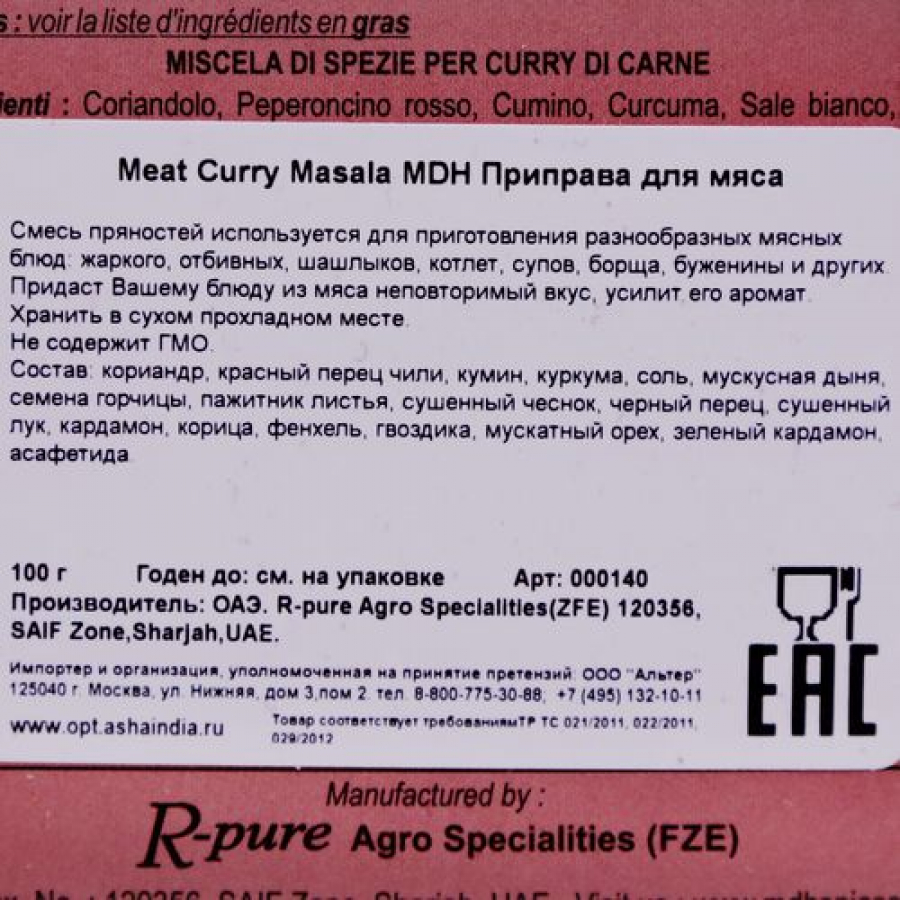 s : voir la liste d'ingrédients en gras
MISCELA DI SPEZIE PER CURRY DI CARNE
ienti : Coriandolo, Peperoncino rosso, Cumino, Curcuma, Sale bianco,
Meat Curry Masala MDH Приправа для мяса
Смесь пряностей используется для приготовления разнообразных мясных
блюд: жаркого, отбивных, шашлыков, котлет, супов, борща, буженины и других.
Придаст Вашему блюду из мяса неповторимый вкус, усилит его аромат.
Хранить в сухом прохладном месте.
Не содержит ГМО.
Состав: кориандр, красный перец чили, кумин, куркума, соль, мускусная дыня,
семена горчицы, пажитник листья, сушенный чеснок, черный перец, сушенный
лук, кардамон, корица, фенхель, гвоздика, мускатный орех, зеленый кардамон,
асафетида.
100 г Годен до: см. на упаковке Арт: 000140
Производитель: ОАЭ. R-pure Agro Specialities(ZFE) 120356,
SAIF Zone,Sharjah,UAE.
Импортер и организация, уполномоченная на принятие претензий: ООО "Альтер"
125040 г. Москва, ул. Нижняя, дом 3,пом 2. тел. 8-800-775-30-88, +7 (495) 132-10-11
www.opt.ashaindia.ru
Товар соответствует требованиямТР ТС 021/2011, 022/2011,
029/2012
EAC
Manufactured by :
R-pure Agro Specialities (FZE)
No. : 120356, SAIF Zone, Sharjah, UAE